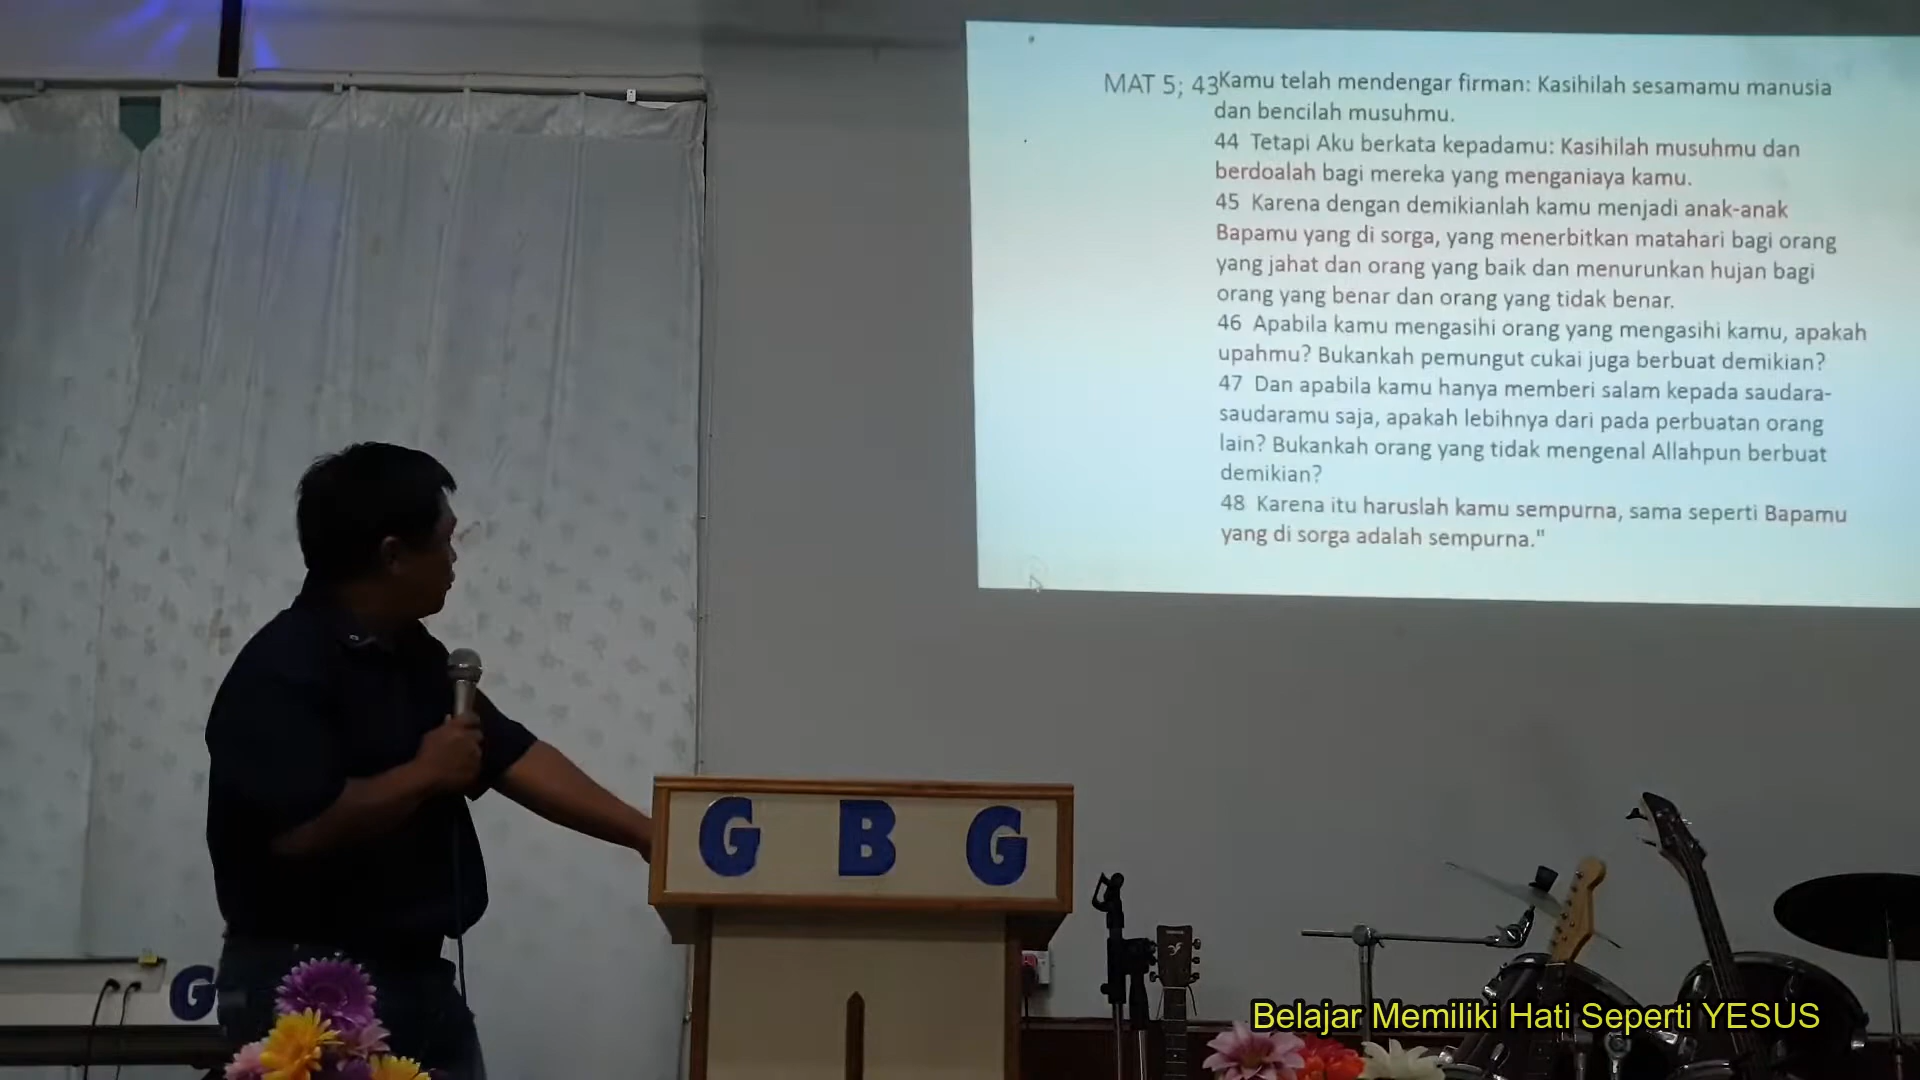 MAT 5; 43 Kamu telah mendengar firman: Kasihilah sesamamu manusia
dan bencilah musuhmu.
44 Tetapi Aku berkata kepadamu: Kasihilah musuhmu dan
berdoalah bagi mereka yang menganiaya kamu.
45 Karena dengan demikianlah kamu menjadi anak-anak
Bapamu yang di sorga, yang menerbitkan matahari bagi orang
yang jahat dan orang yang baik dan menurunkan hujan bagi
orang yang benar dan orang yang tidak benar.
46 Apabila kamu mengasihi orang yang mengasihi kamu, apakah
upahmu? Bukankah pemungut cukai juga berbuat demikian?
47 Dan apabila kamu hanya memberi salam kepada saudara-
saudaramu saja, apakah lebihnya dari pada perbuatan orang
lain? Bukankah orang yang tidak mengenal Allahpun berbuat
demikian?
48 Karena itu haruslah kamu sempurna, sama seperti Bapamu
yang di sorga adalah sempurna."
G B G
G
Belajar Memiliki Hati Seperti YESUS